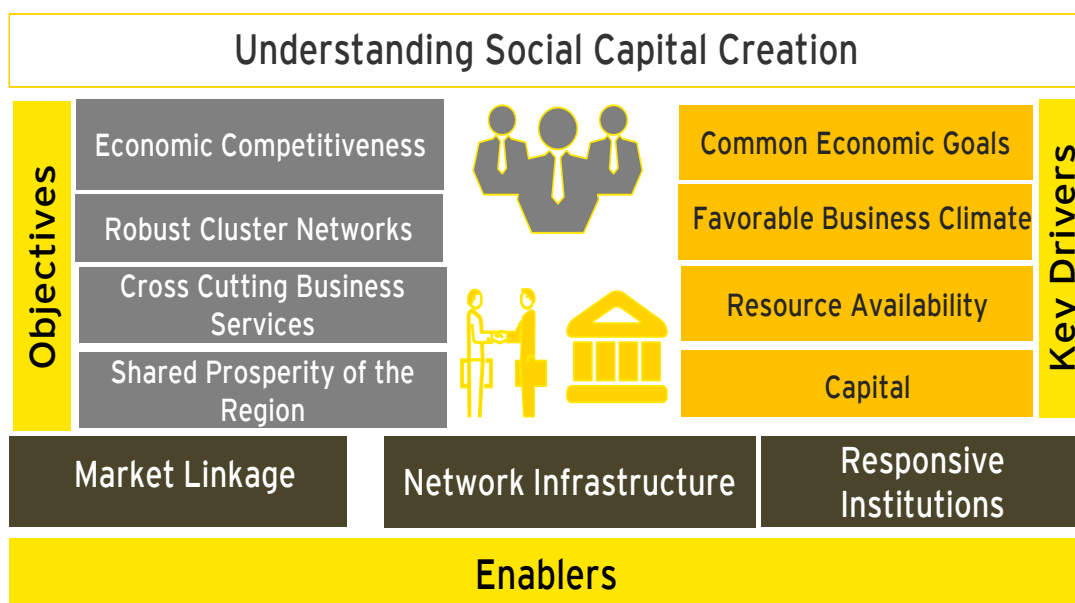 Understanding Social Capital Creation
Objectives
Economic Competitiveness
Robust Cluster Networks
Cross Cutting Business
Services
Shared Prosperity of the
Region
Common Economic Goals
Favorable Business Climate
Resource Availability
Capital
Key Drivers
Market Linkage
Network Infrastructure
Responsive
Institutions
Enablers